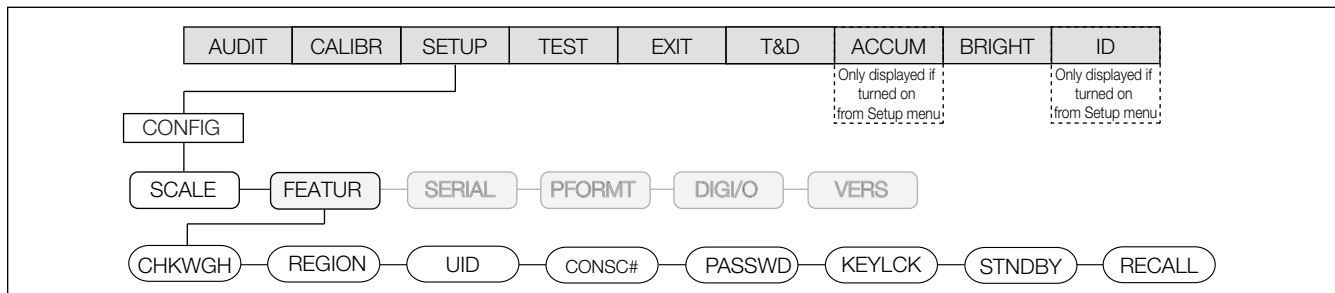 AUDIT CALIBR SETUP TEST EXIT T&D ACCUM BRIGHT ID
Only displayed if
turned on
from Setup menu
Only displayed if
turned on
from Setup menu
CONFIG
SCALE FEATUR SERIAL PFORMT DIGI/O VERS
CHKWGH REGION UID CONSC# PASSWD KEYLCK STNDBY RECALL